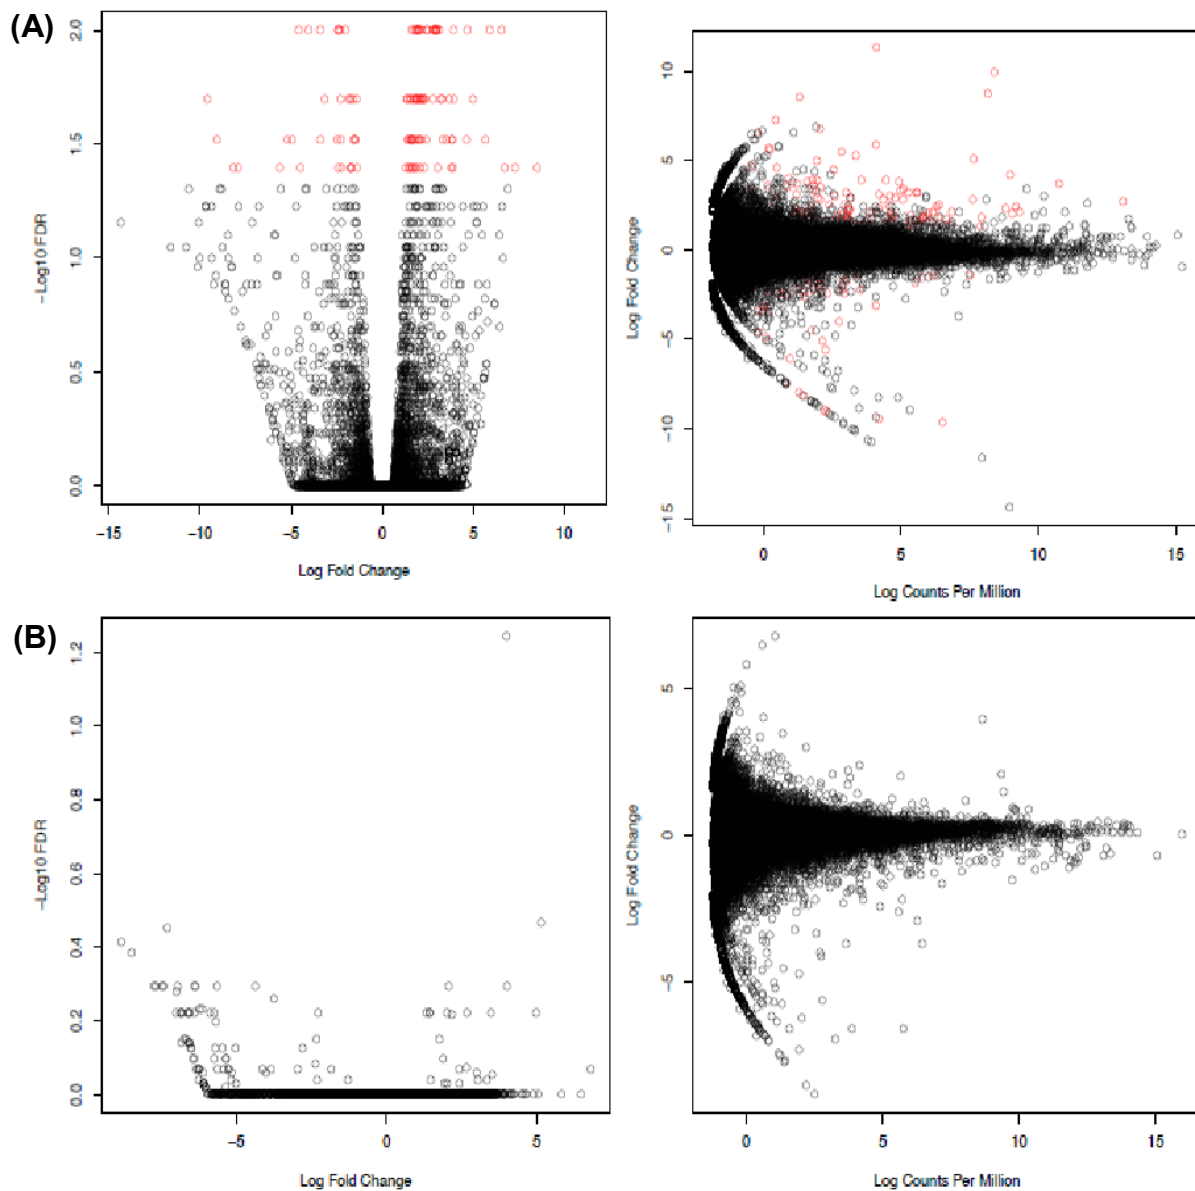 (A)
2.0
1.5
1.0
0.5
0.0
−Log10 FDR
−15 −10 −5 0 5 10
Log Fold Change
10
5
0
−5
−10
−15
Log Fold Change
0 5 10 15
Log Counts Per Million
(B)
1.2
1.0
0.8
0.6
0.4
0.2
0.0
−Log10 FDR
−5 0 5
Log Fold Change
5
0
−5
Log Fold Change
0 5 10 15
Log Counts Per Million